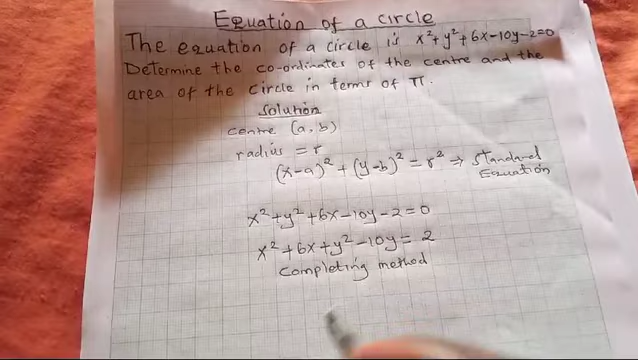 Equation of a circle
The equation of a circle is x²+y²+6x-10y-2=0
Determine the co-ordinates of the centre and the
area of the circle in terms of π.
Solution
centre (a, b)
radius = r
(x-a)²+(y-b)²=r² ⇒ standard
Equation
x²+y²+6x-10y-2=0
x²+6x+y²-10y=2
Completing method